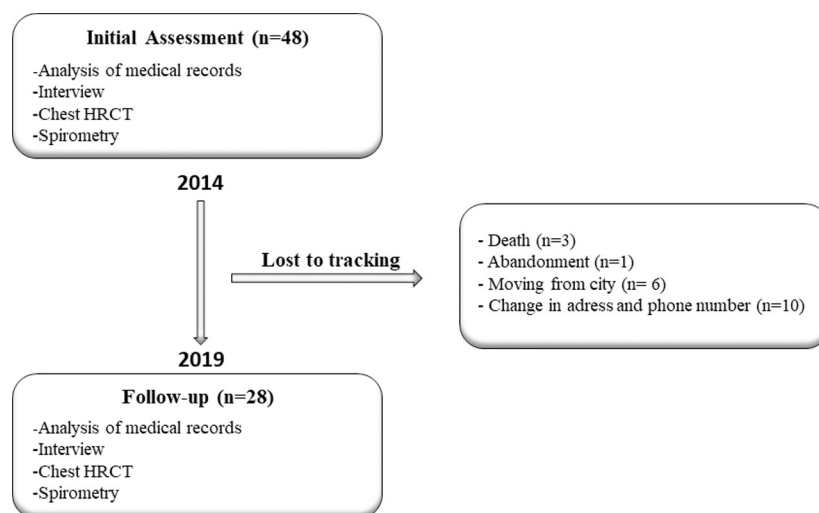 Initial Assessment (n=48)
-Analysis of medical records
-Interview
-Chest HRCT
-Spirometry
2014
Lost to tracking
- Death (n=3)
- Abandonment (n=1)
- Moving from city (n= 6)
- Change in adress and phone number (n=10)
2019
Follow-up (n=28)
-Analysis of medical records
-Interview
-Chest HRCT
-Spirometry